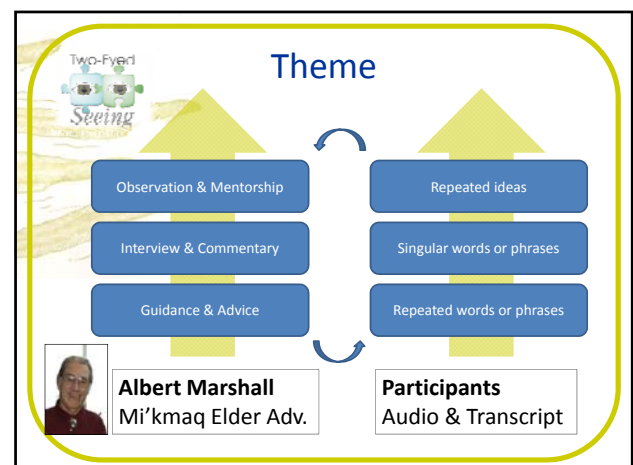 Two-Eyed
Seeing
Theme
Observation & Mentorship
Interview & Commentary
Guidance & Advice
Albert Marshall
Mi'kmaq Elder Adv.
Repeated ideas
Singular words or phrases
Repeated words or phrases
Participants
Audio & Transcript